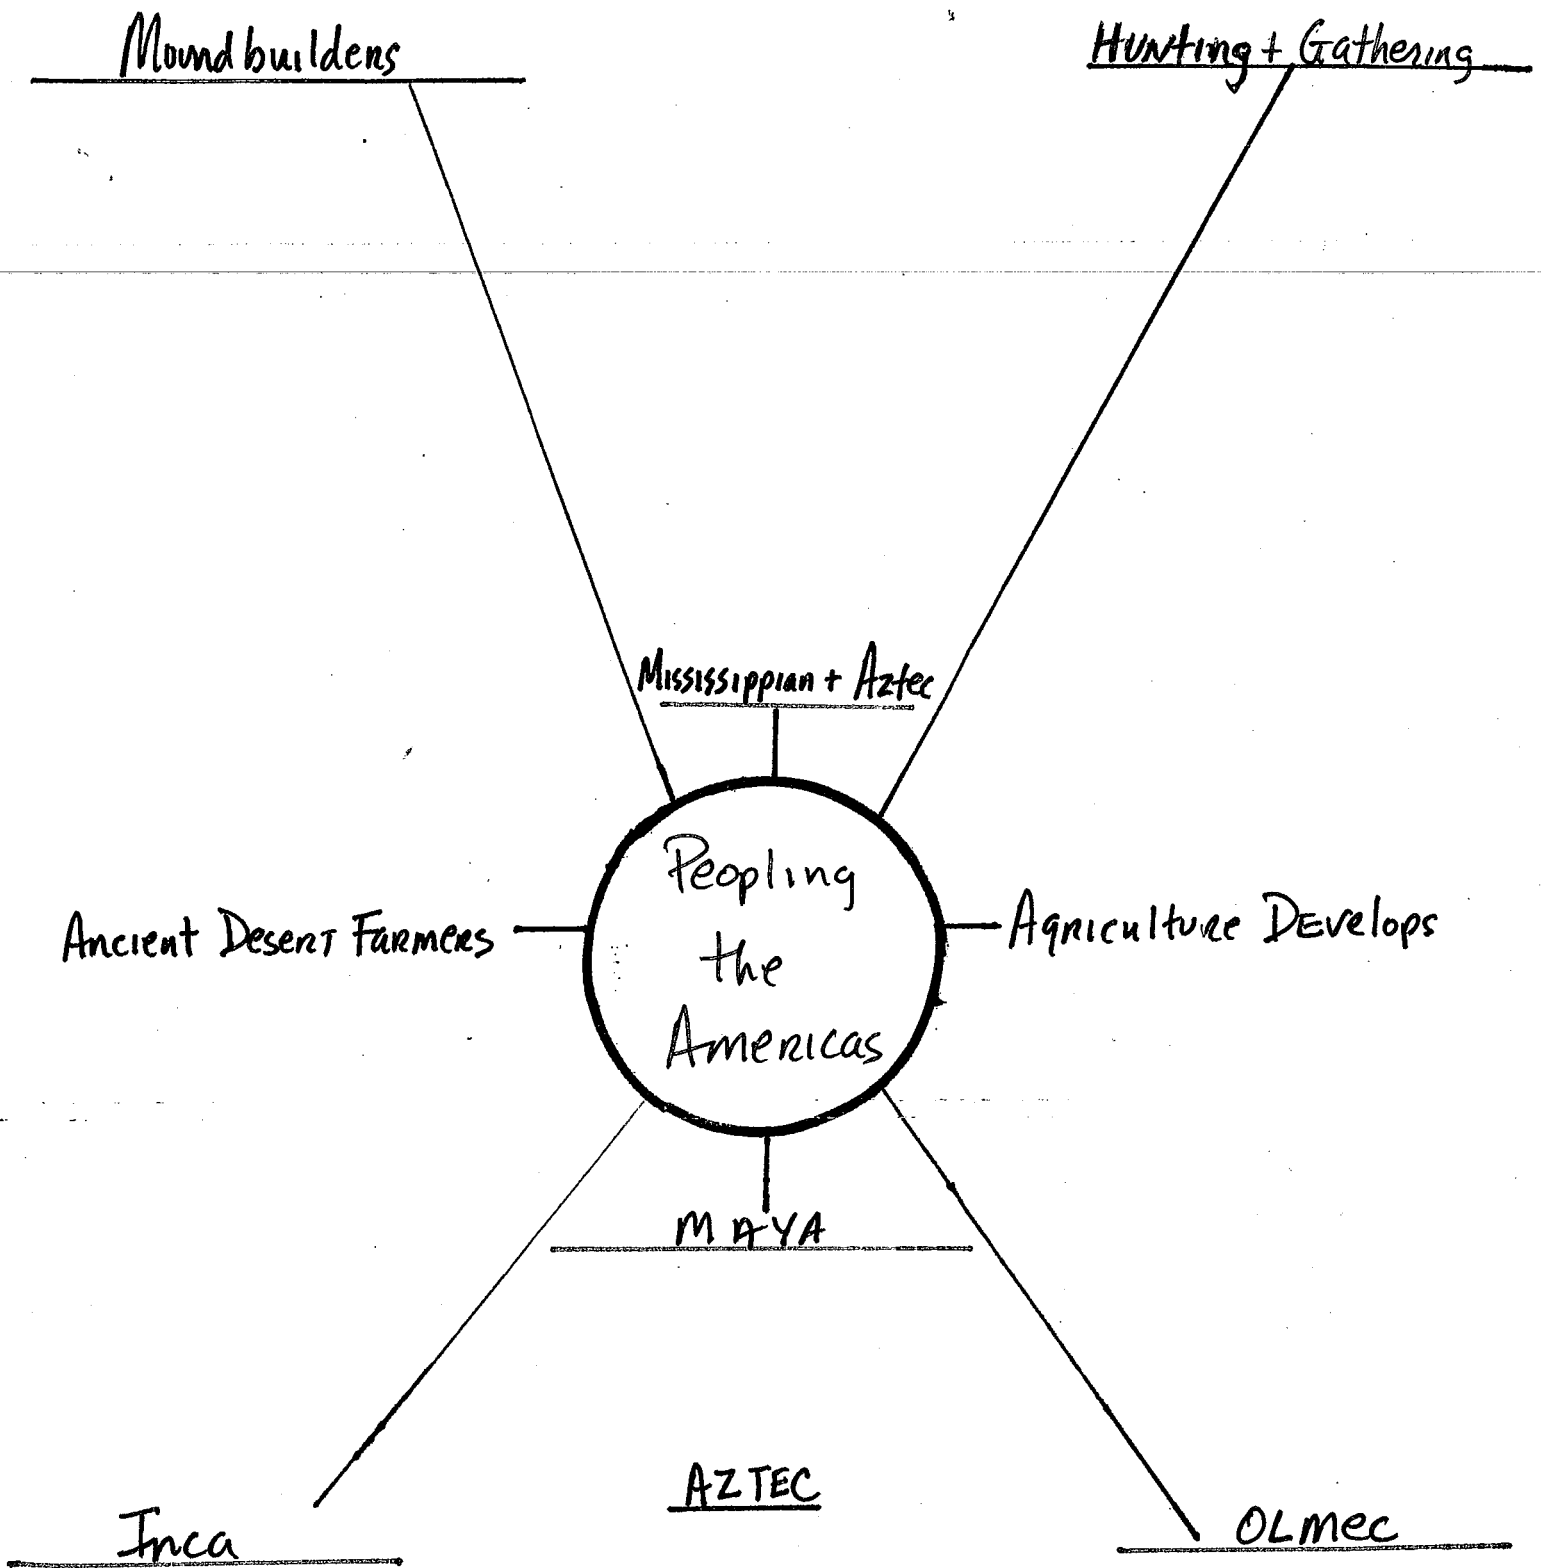 Moundbuilders
Hunting + Gathering
Mississippian + Aztec
Peopling
the
Americas
Ancient Desert Farmers
Agriculture Develops
MAYA
AZTEC
Inca
OLmec